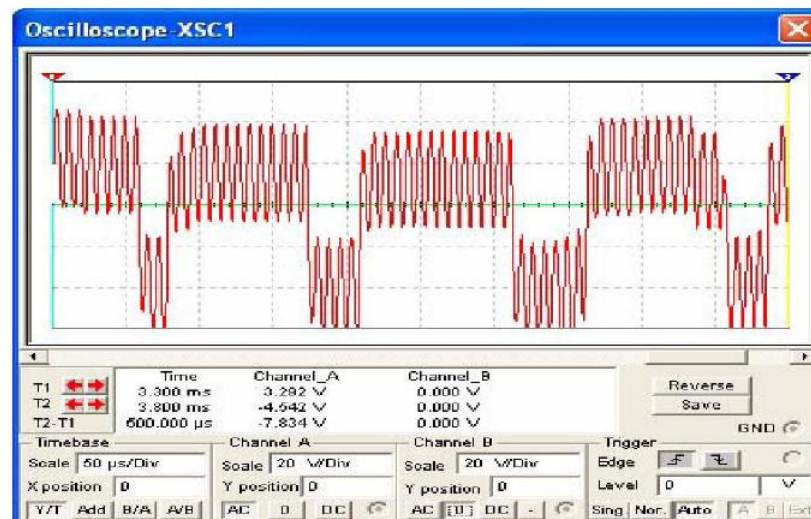 Oscilloscope-XSC1
Time Channel_A Channel_B
T1 3.300 ms 3.292 V 0.000 V
T2 3.800 ms -4.542 V 0.000 V
T2-T1 500.000 µs -7.834 V 0.000 V
Reverse
Save
GND
Timebase Channel A Channel B Trigger
Scale 50 µs/Div Scale 20 V/Div Scale 20 V/Div Edge
X position 0 Y position 0 Y position 0 Level 0 V
Y/T Add B/A A/B AC 0 DC AC 0 DC - Sing. Nor. Auto A B Ext